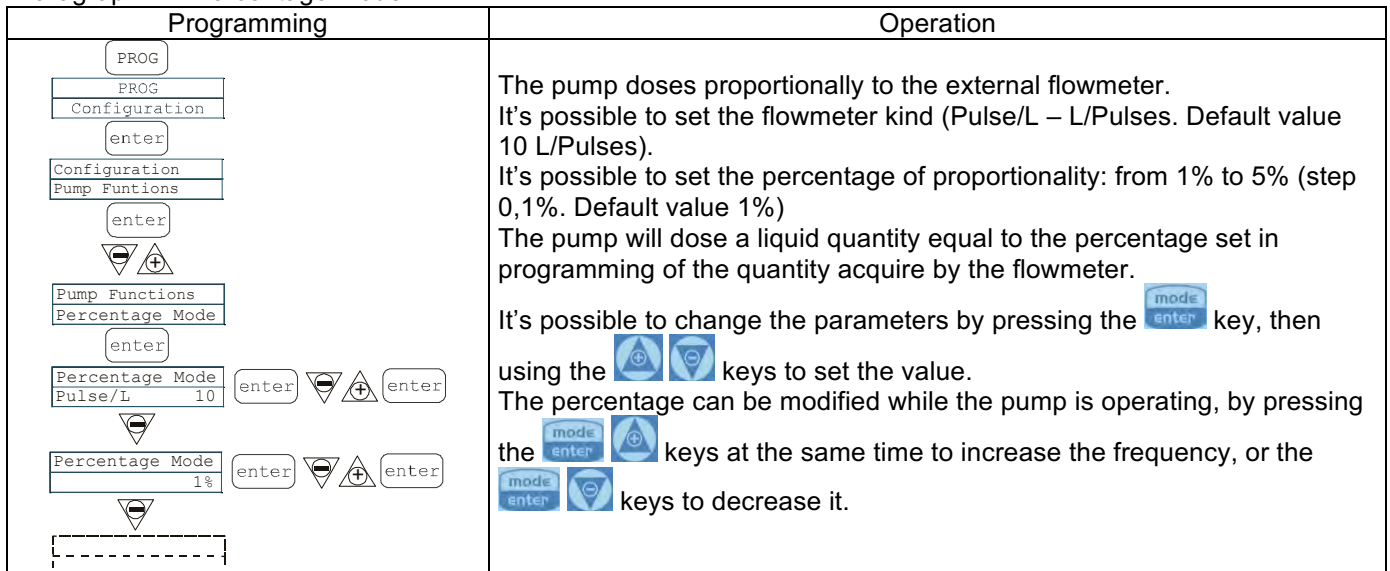 Programming
Operation
PROG
PROG
Configuration
enter
Configuration
Pump Funtions
enter
Pump Functions
Percentage Mode
enter
Percentage Mode
Pulse/L 10
enter
enter
Percentage Mode
1%
enter
enter
The pump doses proportionally to the external flowmeter.
It’s possible to set the flowmeter kind (Pulse/L – L/Pulses. Default value
10 L/Pulses).
It’s possible to set the percentage of proportionality: from 1% to 5% (step
0,1%. Default value 1%)
The pump will dose a liquid quantity equal to the percentage set in
programming of the quantity acquire by the flowmeter.
It’s possible to change the parameters by pressing the mode enter key, then
using the keys to set the value.
The percentage can be modified while the pump is operating, by pressing
the mode enter keys at the same time to increase the frequency, or the
mode enter keys to decrease it.